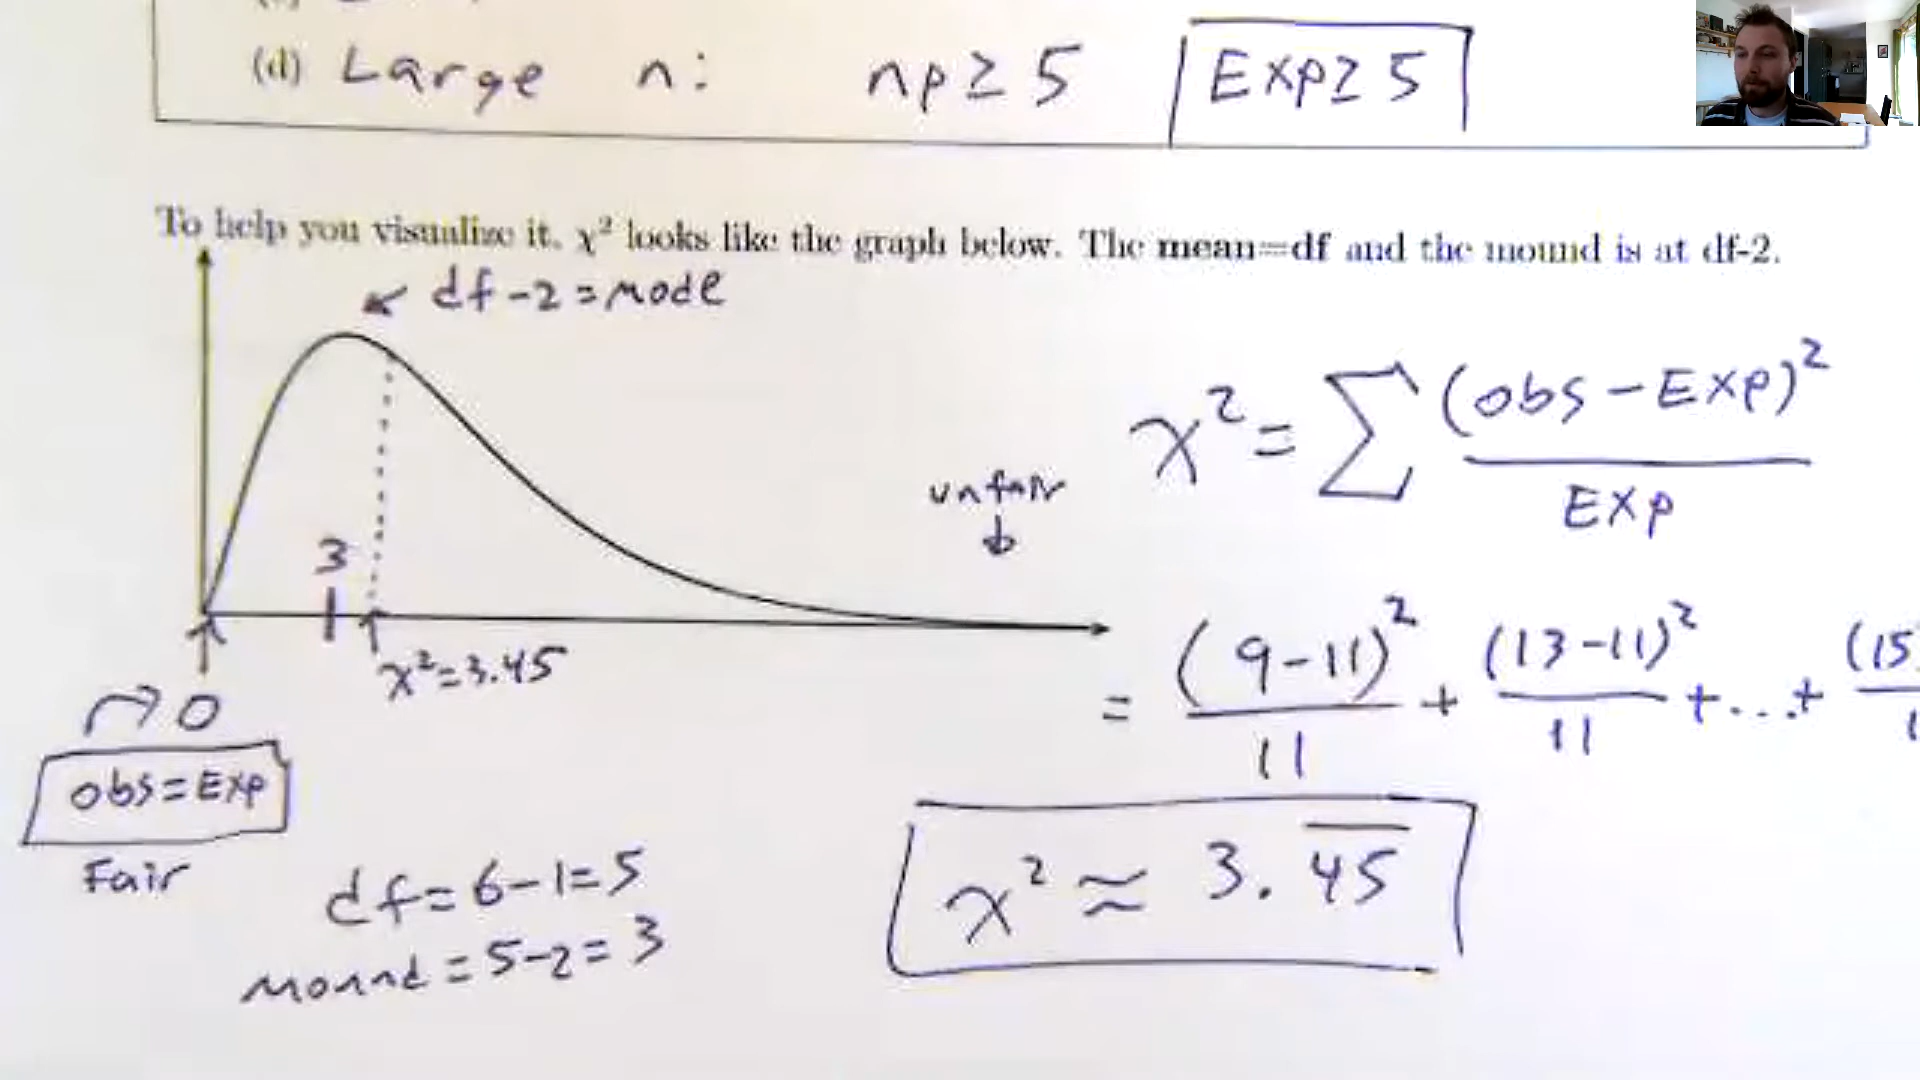 (d) Large n: np ≥ 5 Exp ≥ 5
To help you visualize it, χ² looks like the graph below. The mean=df and the mound is at df-2.
df-2=mode
χ² = ∑ (obs - Exp)² / Exp
unfair
3
χ²=3.45
= (9-11)²/11 + (13-11)²/11 + ... + (15
0
obs=Exp
Fair
χ² ≈ 3.4̅5̅
df=6-1=5
mound=5-2=3